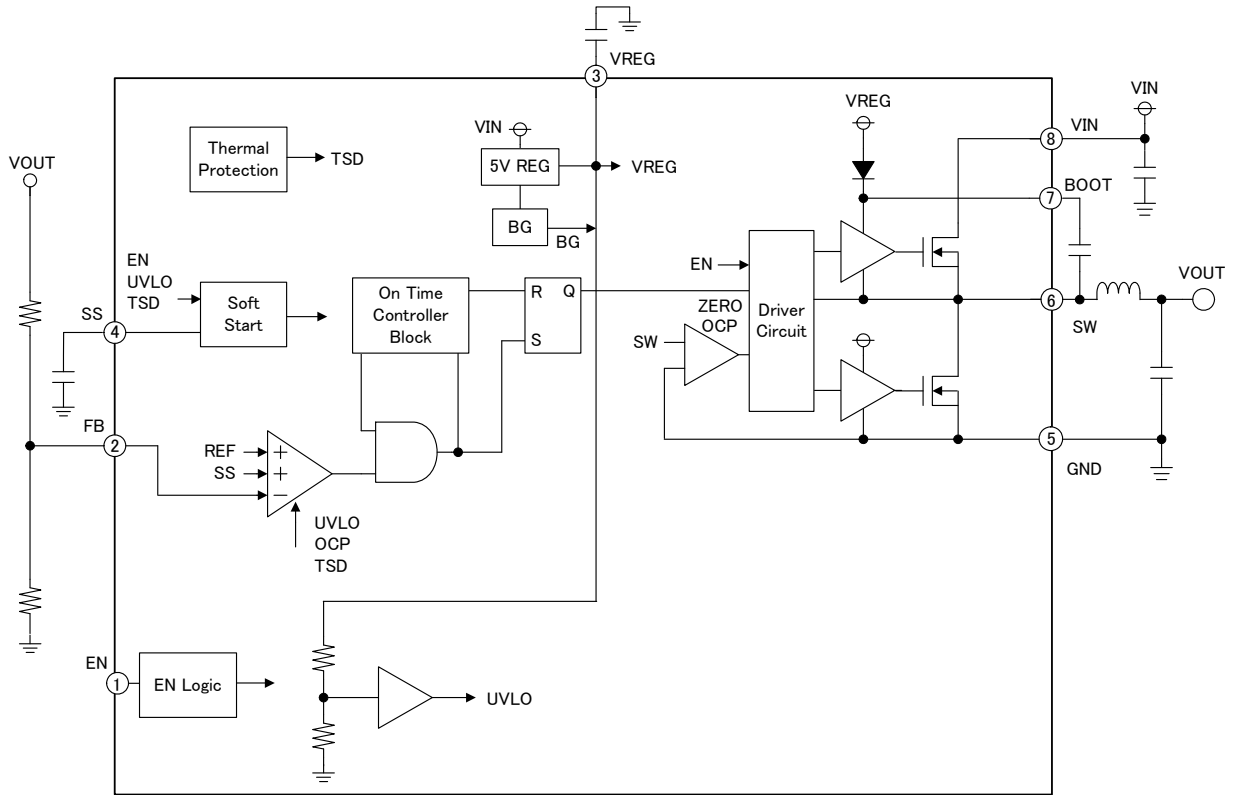 VREG
3
VIN
VREG
VIN
8
VIN
Thermal
Protection
TSD
5V REG
VREG
VOUT
BOOT
7
BG
BG
EN
UVLO
TSD
Soft
Start
SS
4
On Time
Controller
Block
R Q
S
EN
Driver
Circuit
ZERO
OCP
SW
6
SW
VOUT
FB
2
REF
SS
+
+
−
UVLO
OCP
TSD
5
GND
EN
1
EN Logic
UVLO